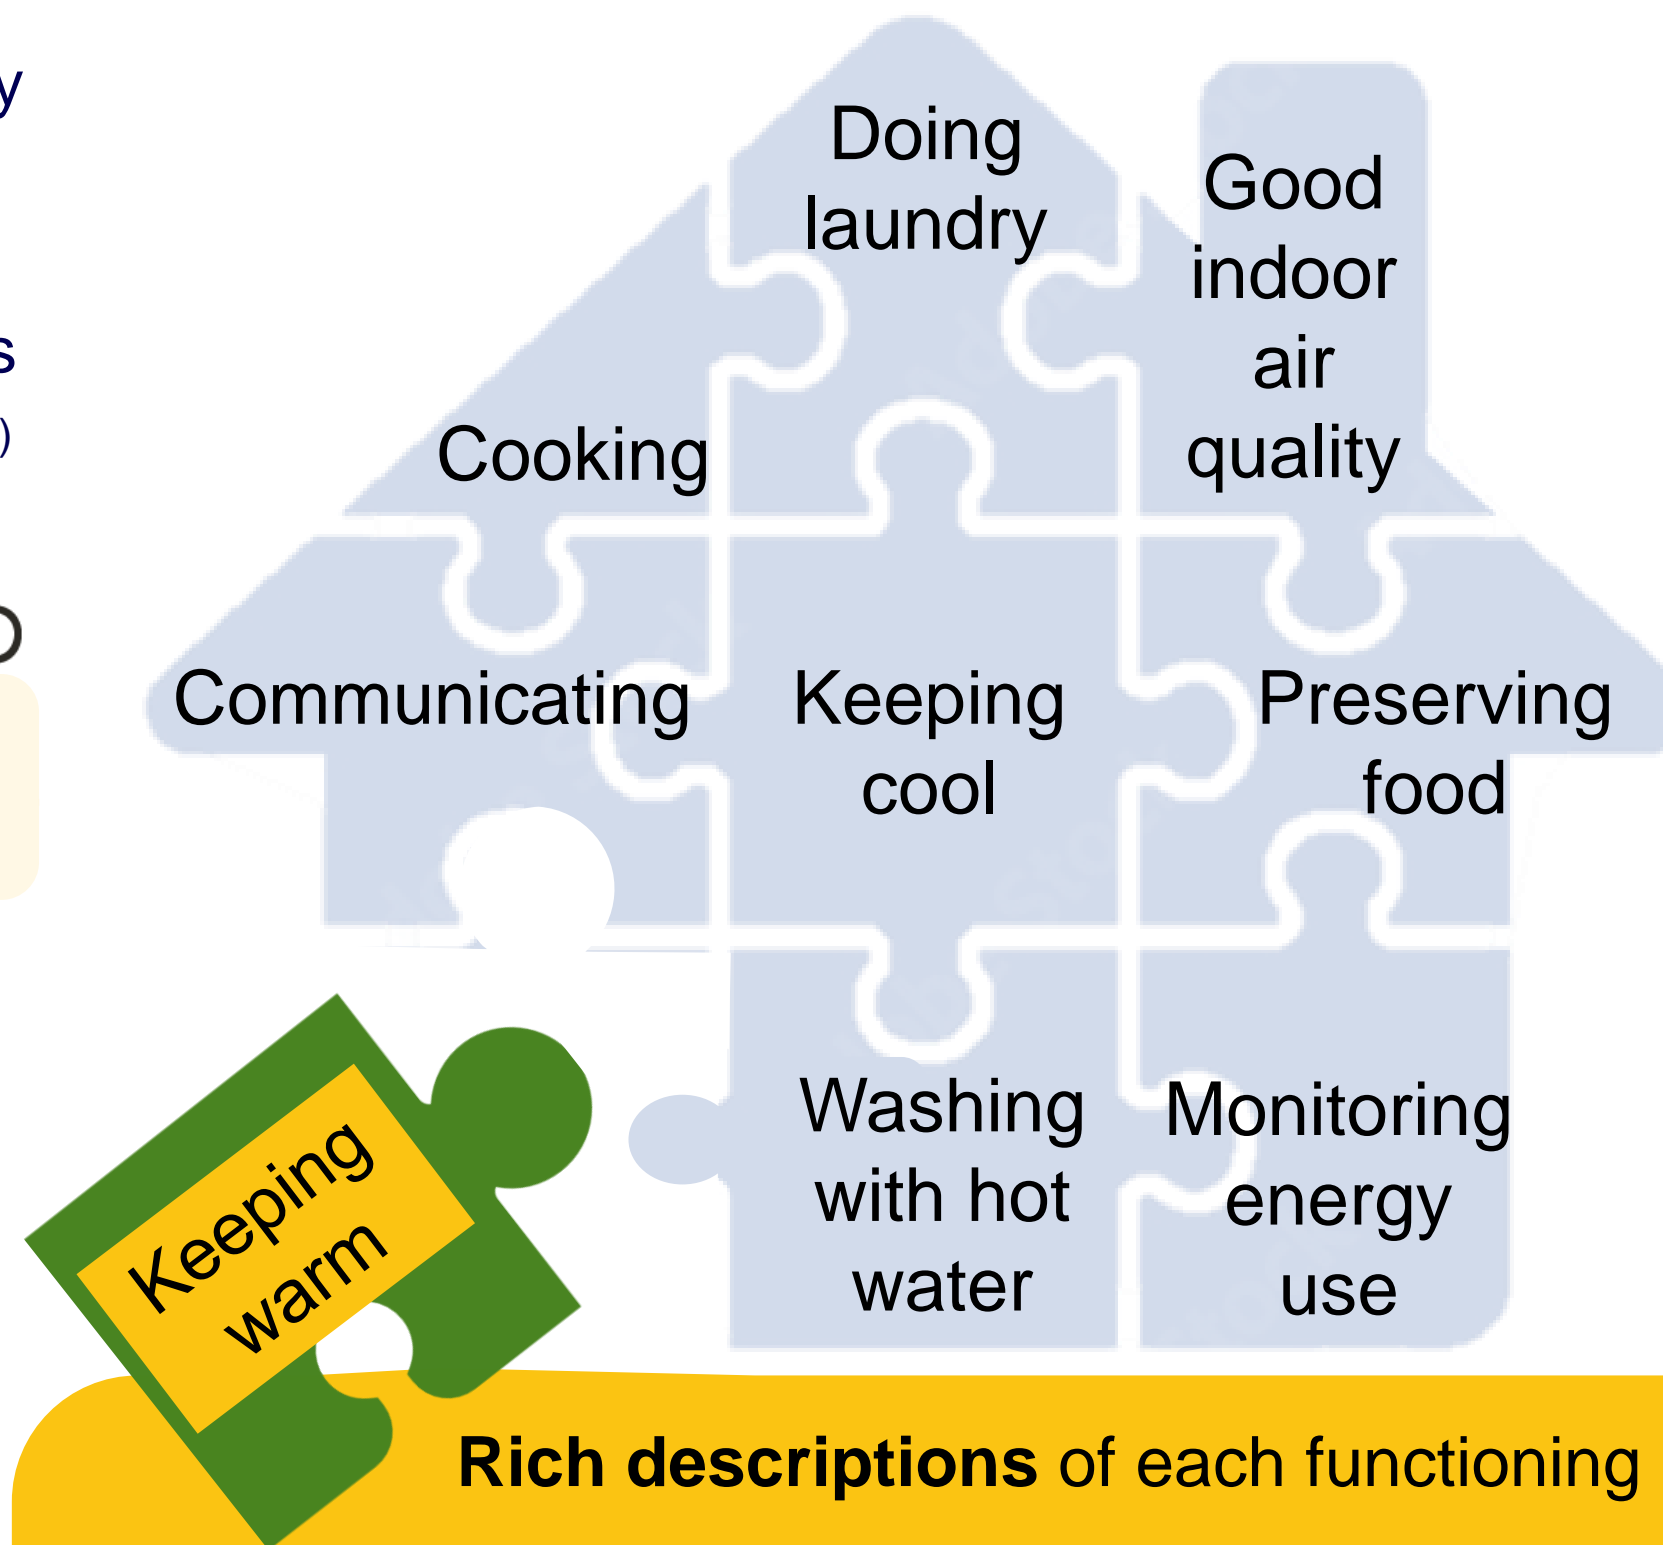 y
s
)
Doing
laundry
Good
indoor
air
quality
Cooking
Communicating
Keeping
cool
Preserving
food
Washing
with hot
water
Monitoring
energy
use
Keeping
warm
Rich descriptions of each functioning